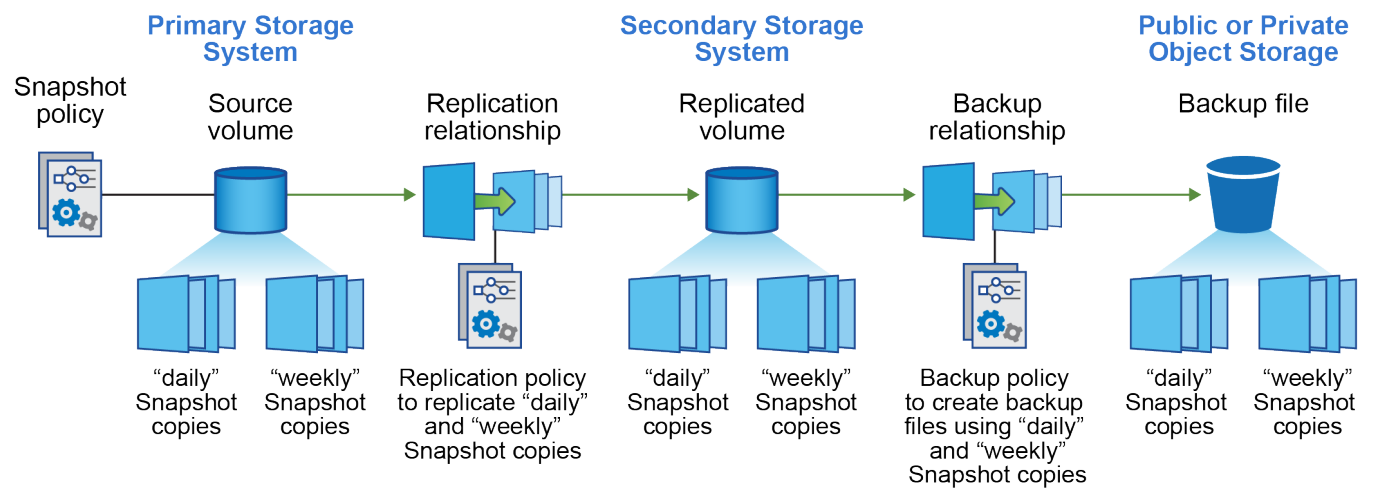 Primary Storage
System
Secondary Storage
System
Public or Private
Object Storage
Snapshot
policy
Source
volume
Replication
relationship
Replicated
volume
Backup
relationship
Backup file
“daily”
Snapshot
copies
“weekly”
Snapshot
copies
Replication policy
to replicate “daily”
and “weekly”
Snapshot copies
“daily”
Snapshot
copies
“weekly”
Snapshot
copies
Backup policy
to create backup
files using “daily”
and “weekly”
Snapshot copies
“daily”
Snapshot
copies
“weekly”
Snapshot
copies